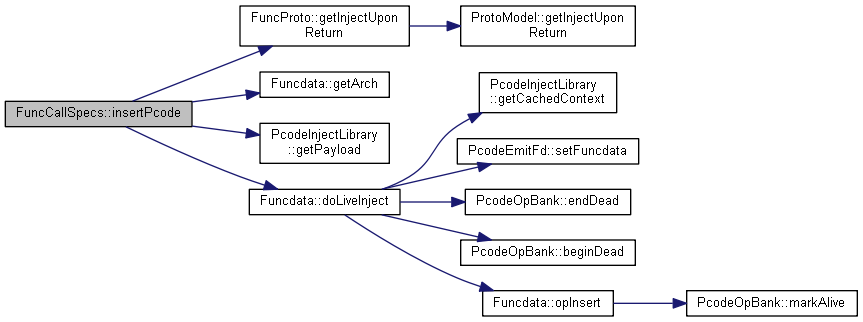 FuncCallSpecs::insertPcode
FuncProto::getInjectUpon
Return
ProtoModel::getInjectUpon
Return
Funcdata::getArch
PcodeInjectLibrary
::getPayload
Funcdata::doLiveInject
PcodeInjectLibrary
::getCachedContext
PcodeEmitFd::setFuncdata
PcodeOpBank::endDead
PcodeOpBank::beginDead
Funcdata::opInsert
PcodeOpBank::markAlive